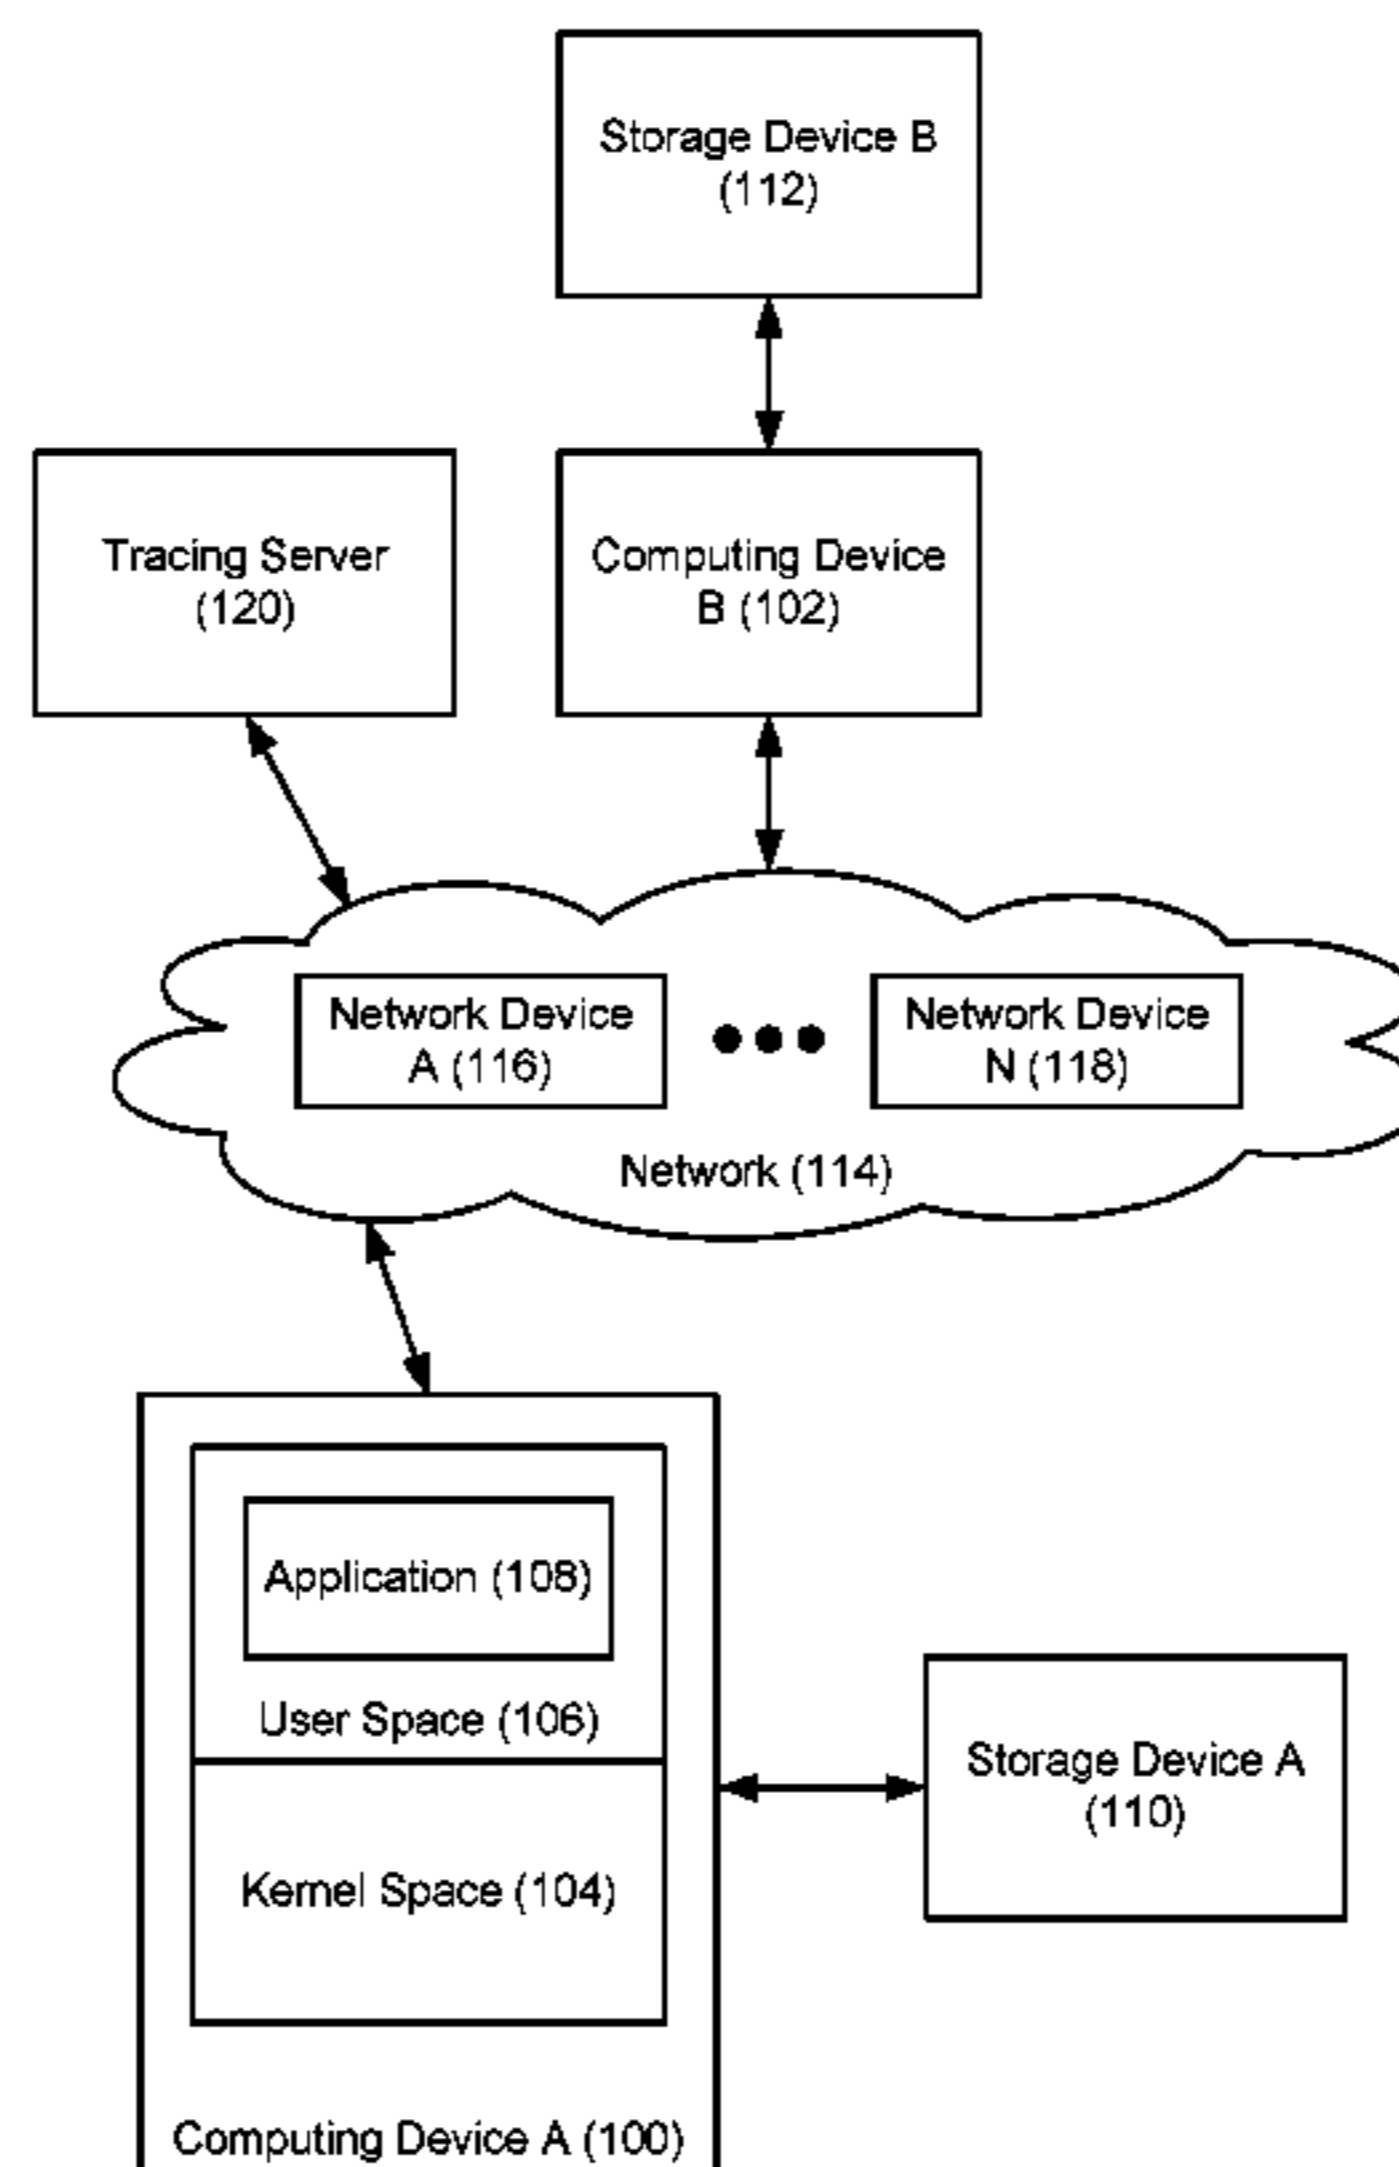 Storage Device B
(112)
Tracing Server
(120)
Computing Device
B (102)
Network Device
A (116)
Network Device
N (118)
Network (114)
Application (108)
User Space (106)
Kernel Space (104)
Storage Device A
(110)
Computing Device A (100)